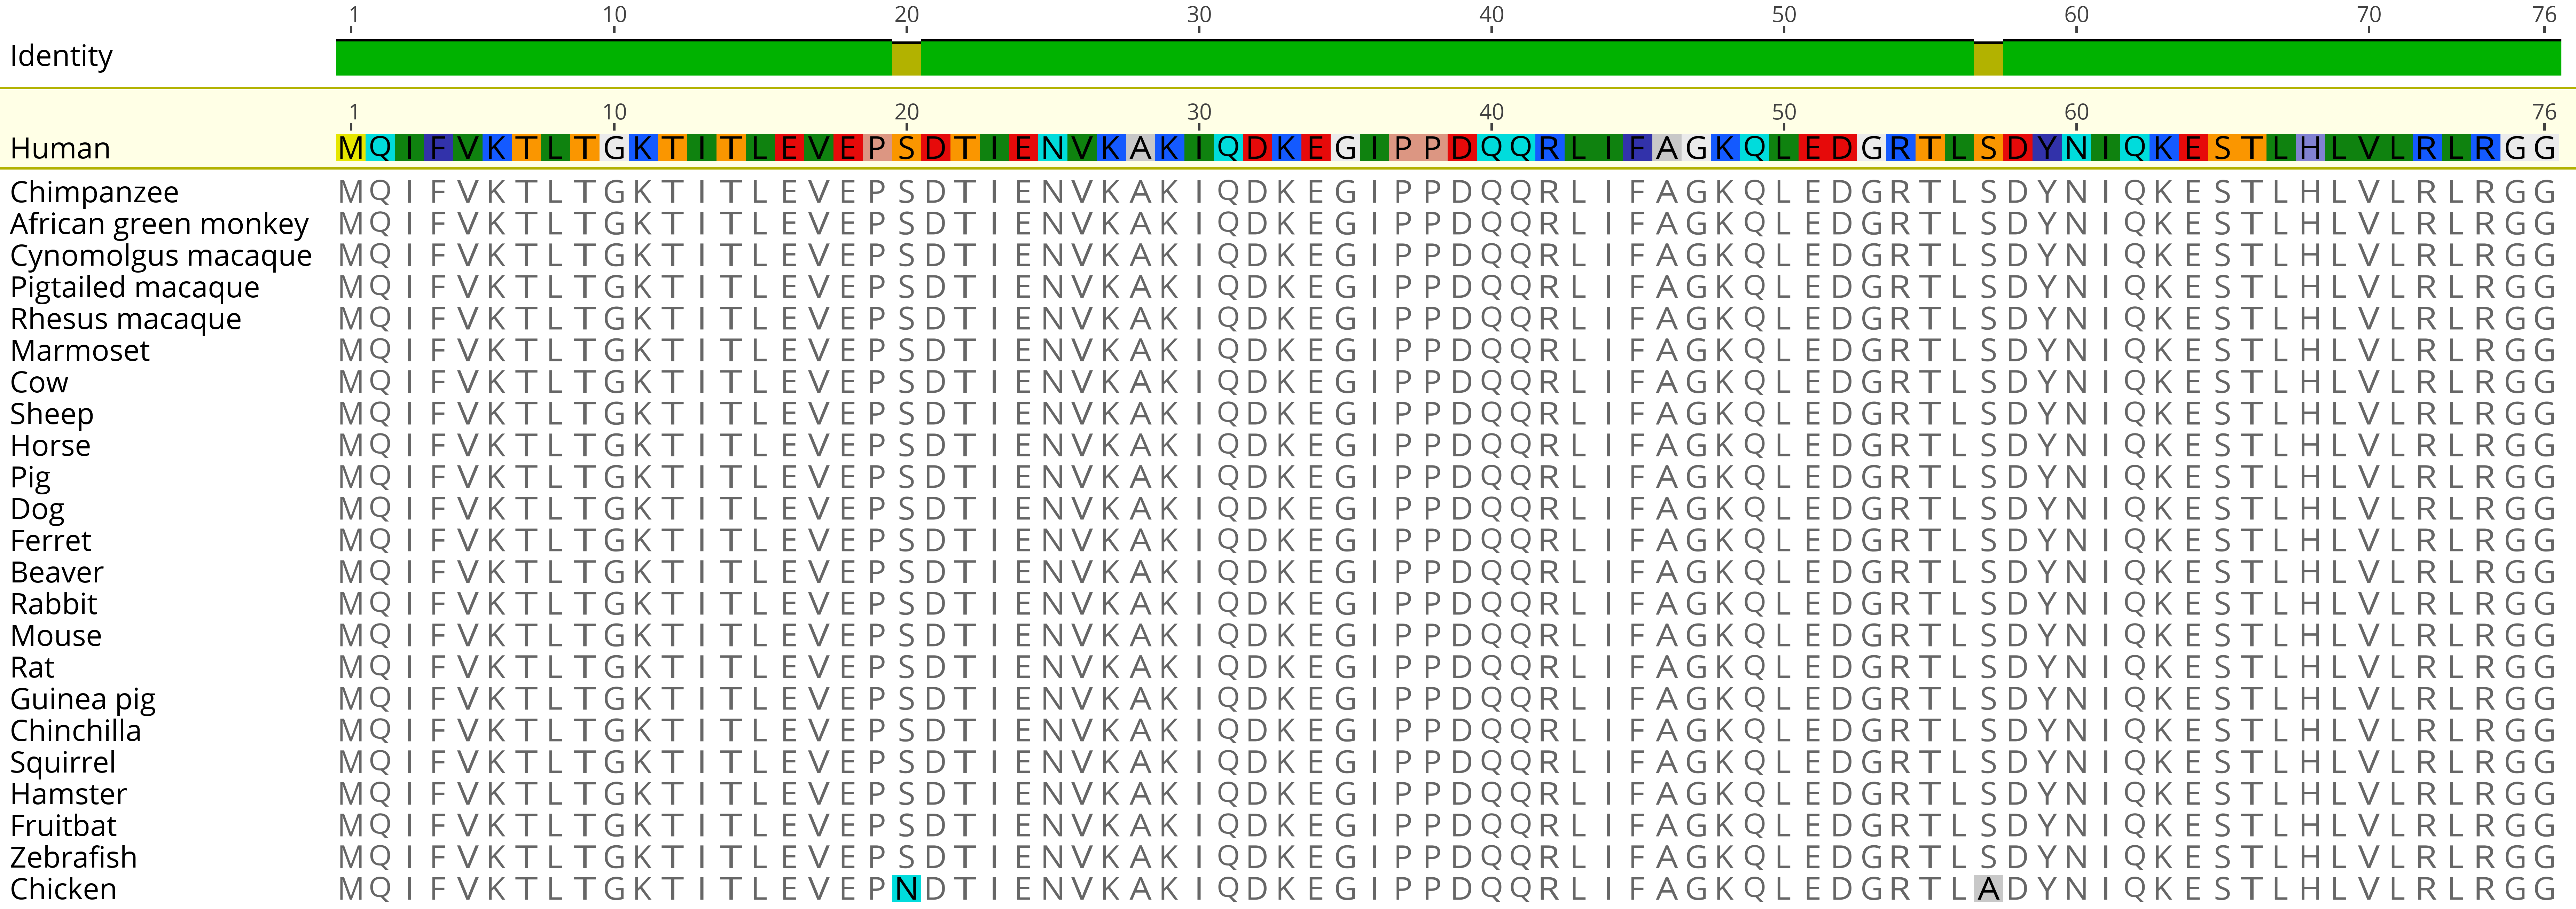 1 10 20 30 40 50 60 70 76
Identity
1 10 20 30 40 50 60 70 76
Human MQIFVKTLTGKTITLEVEPSDTIENVKAKIQDKEGIPPDQQRLIFAGKQLEDGRTLSDYNIQKESTLHLVLRLRGG
Chimpanzee MQIFVKTLTGKTITLEVEPSDTIENVKAKIQDKEGIPPDQQRLIFAGKQLEDGRTLSDYNIQKESTLHLVLRLRGG
African green monkey MQIFVKTLTGKTITLEVEPSDTIENVKAKIQDKEGIPPDQQRLIFAGKQLEDGRTLSDYNIQKESTLHLVLRLRGG
Cynomolgus macaque MQIFVKTLTGKTITLEVEPSDTIENVKAKIQDKEGIPPDQQRLIFAGKQLEDGRTLSDYNIQKESTLHLVLRLRGG
Pigtailed macaque MQIFVKTLTGKTITLEVEPSDTIENVKAKIQDKEGIPPDQQRLIFAGKQLEDGRTLSDYNIQKESTLHLVLRLRGG
Rhesus macaque MQIFVKTLTGKTITLEVEPSDTIENVKAKIQDKEGIPPDQQRLIFAGKQLEDGRTLSDYNIQKESTLHLVLRLRGG
Marmoset MQIFVKTLTGKTITLEVEPSDTIENVKAKIQDKEGIPPDQQRLIFAGKQLEDGRTLSDYNIQKESTLHLVLRLRGG
Cow MQIFVKTLTGKTITLEVEPSDTIENVKAKIQDKEGIPPDQQRLIFAGKQLEDGRTLSDYNIQKESTLHLVLRLRGG
Sheep MQIFVKTLTGKTITLEVEPSDTIENVKAKIQDKEGIPPDQQRLIFAGKQLEDGRTLSDYNIQKESTLHLVLRLRGG
Horse MQIFVKTLTGKTITLEVEPSDTIENVKAKIQDKEGIPPDQQRLIFAGKQLEDGRTLSDYNIQKESTLHLVLRLRGG
Pig MQIFVKTLTGKTITLEVEPSDTIENVKAKIQDKEGIPPDQQRLIFAGKQLEDGRTLSDYNIQKESTLHLVLRLRGG
Dog MQIFVKTLTGKTITLEVEPSDTIENVKAKIQDKEGIPPDQQRLIFAGKQLEDGRTLSDYNIQKESTLHLVLRLRGG
Ferret MQIFVKTLTGKTITLEVEPSDTIENVKAKIQDKEGIPPDQQRLIFAGKQLEDGRTLSDYNIQKESTLHLVLRLRGG
Beaver MQIFVKTLTGKTITLEVEPSDTIENVKAKIQDKEGIPPDQQRLIFAGKQLEDGRTLSDYNIQKESTLHLVLRLRGG
Rabbit MQIFVKTLTGKTITLEVEPSDTIENVKAKIQDKEGIPPDQQRLIFAGKQLEDGRTLSDYNIQKESTLHLVLRLRGG
Mouse MQIFVKTLTGKTITLEVEPSDTIENVKAKIQDKEGIPPDQQRLIFAGKQLEDGRTLSDYNIQKESTLHLVLRLRGG
Rat MQIFVKTLTGKTITLEVEPSDTIENVKAKIQDKEGIPPDQQRLIFAGKQLEDGRTLSDYNIQKESTLHLVLRLRGG
Guinea pig MQIFVKTLTGKTITLEVEPSDTIENVKAKIQDKEGIPPDQQRLIFAGKQLEDGRTLSDYNIQKESTLHLVLRLRGG
Chinchilla MQIFVKTLTGKTITLEVEPSDTIENVKAKIQDKEGIPPDQQRLIFAGKQLEDGRTLSDYNIQKESTLHLVLRLRGG
Squirrel MQIFVKTLTGKTITLEVEPSDTIENVKAKIQDKEGIPPDQQRLIFAGKQLEDGRTLSDYNIQKESTLHLVLRLRGG
Hamster MQIFVKTLTGKTITLEVEPSDTIENVKAKIQDKEGIPPDQQRLIFAGKQLEDGRTLSDYNIQKESTLHLVLRLRGG
Fruitbat MQIFVKTLTGKTITLEVEPSDTIENVKAKIQDKEGIPPDQQRLIFAGKQLEDGRTLSDYNIQKESTLHLVLRLRGG
Zebrafish MQIFVKTLTGKTITLEVEPSDTIENVKAKIQDKEGIPPDQQRLIFAGKQLEDGRTLSDYNIQKESTLHLVLRLRGG
Chicken MQIFVKTLTGKTITLEVEPNDTIENVKAKIQDKEGIPPDQQRLIFAGKQLEDGRTLADYNIQKESTLHLVLRLRGG